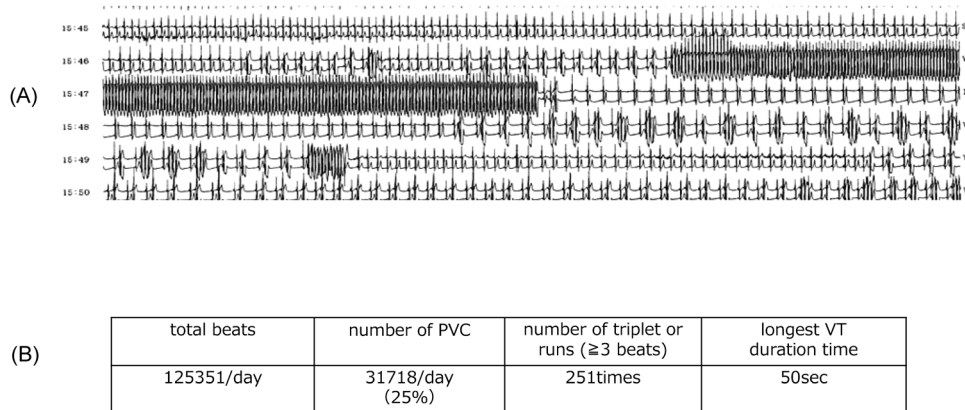 (A)
15:45
15:46
15:47
15:48
15:49
15:50
(B)
total beats
number of PVC
number of triplet or
runs (≧3 beats)
longest VT
duration time
125351/day
31718/day
(25%)
251times
50sec